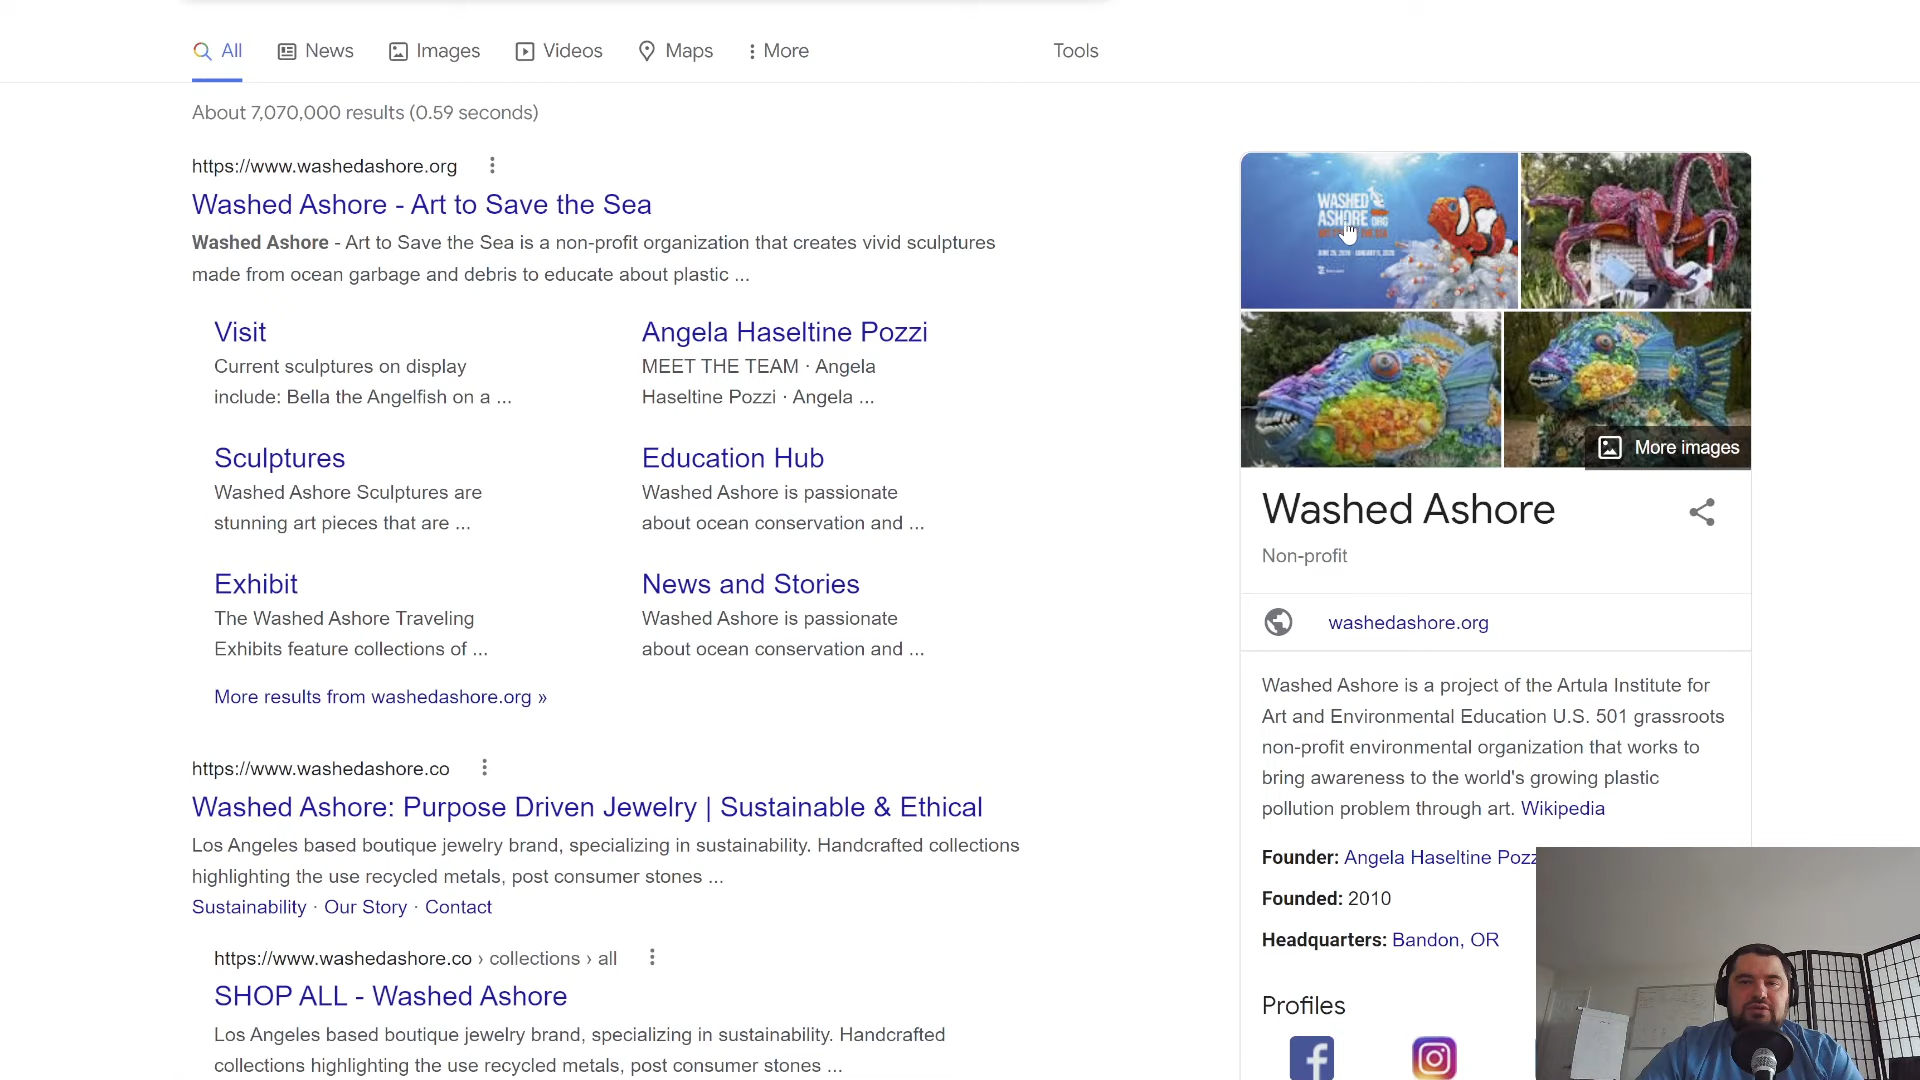 All
News
Images
Videos
Maps
More
Tools
About 7,070,000 results (0.59 seconds)
https://www.washedashore.org
Washed Ashore - Art to Save the Sea
Washed Ashore - Art to Save the Sea is a non-profit organization that creates vivid sculptures
made from ocean garbage and debris to educate about plastic ...
Visit
Current sculptures on display
include: Bella the Angelfish on a ...
Angela Haseltine Pozzi
MEET THE TEAM · Angela
Haseltine Pozzi · Angela ...
Sculptures
Washed Ashore Sculptures are
stunning art pieces that are ...
Education Hub
Washed Ashore is passionate
about ocean conservation and ...
Exhibit
The Washed Ashore Traveling
Exhibits feature collections of ...
News and Stories
Washed Ashore is passionate
about ocean conservation and ...
More results from washedashore.org »
https://www.washedashore.co
Washed Ashore: Purpose Driven Jewelry | Sustainable & Ethical
Los Angeles based boutique jewelry brand, specializing in sustainability. Handcrafted collections
highlighting the use recycled metals, post consumer stones ...
Sustainability · Our Story · Contact
https://www.washedashore.co › collections › all
SHOP ALL - Washed Ashore
Los Angeles based boutique jewelry brand, specializing in sustainability. Handcrafted
collections highlighting the use recycled metals, post consumer stones ...
WASHED
ASHORE ORG
More images
Washed Ashore
Non-profit
washedashore.org
Washed Ashore is a project of the Artula Institute for
Art and Environmental Education U.S. 501 grassroots
non-profit environmental organization that works to
bring awareness to the world's growing plastic
pollution problem through art. Wikipedia
Founder: Angela Haseltine Pozz
Founded: 2010
Headquarters: Bandon, OR
Profiles